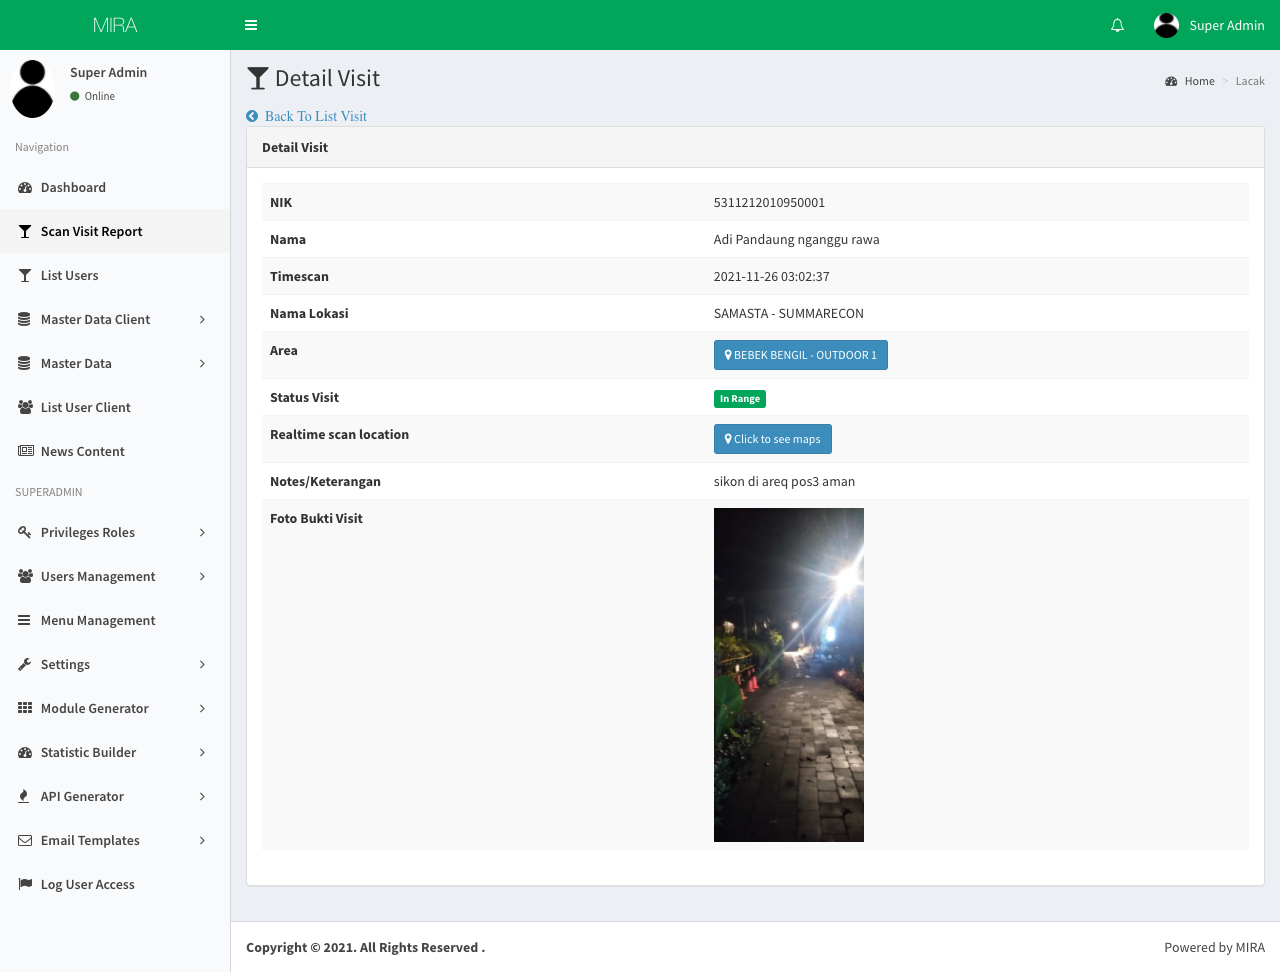 MIRA
Super Admin
Super Admin
Online
Navigation
Dashboard
Scan Visit Report
List Users
Master Data Client
Master Data
List User Client
News Content
SUPERADMIN
Privileges Roles
Users Management
Menu Management
Settings
Module Generator
Statistic Builder
API Generator
Email Templates
Log User Access
Detail Visit
Home > Lacak
Back To List Visit
Detail Visit
NIK 5311212010950001
Nama Adi Pandaung nganggu rawa
Timescan 2021-11-26 03:02:37
Nama Lokasi SAMASTA - SUMMARECON
Area BEBEK BENGIL - OUTDOOR 1
Status Visit In Range
Realtime scan location Click to see maps
Notes/Keterangan sikon di areq pos3 aman
Foto Bukti Visit
Copyright © 2021. All Rights Reserved .
Powered by MIRA